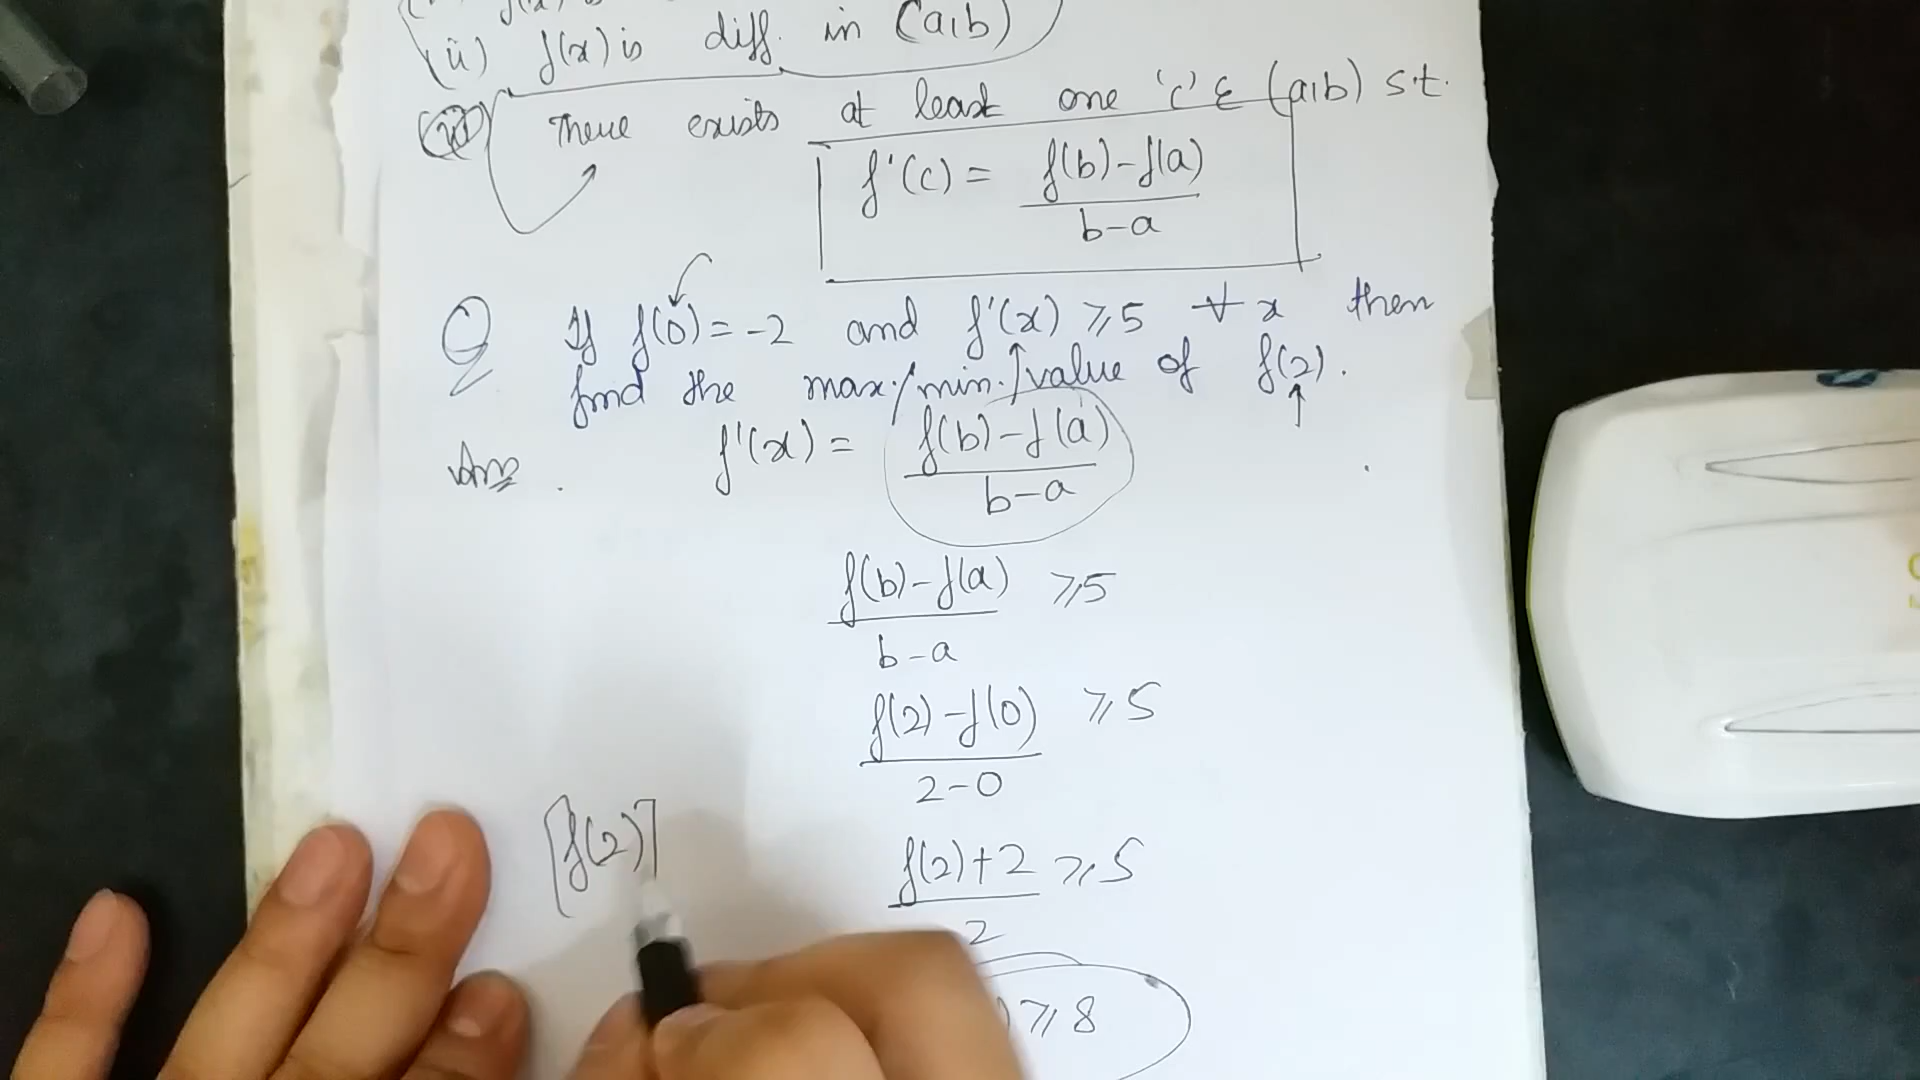 (ii) f(x) is diff. in (a,b)
(iii) There exists at least one 'c' ε (a,b) s.t.
f'(c) = f(b)-f(a) / b-a
Q If f(0) = -2 and f'(x) ⩾ 5 ∀ x then
find the max./min. value of f(2).
Ans. f'(x) = f(b)-f(a) / b-a
f(b)-f(a) / b-a ⩾ 5
f(2)-f(0) / 2-0 ⩾ 5
f(2)+2 / 2 ⩾ 5
[f(2)]
) ⩾ 8